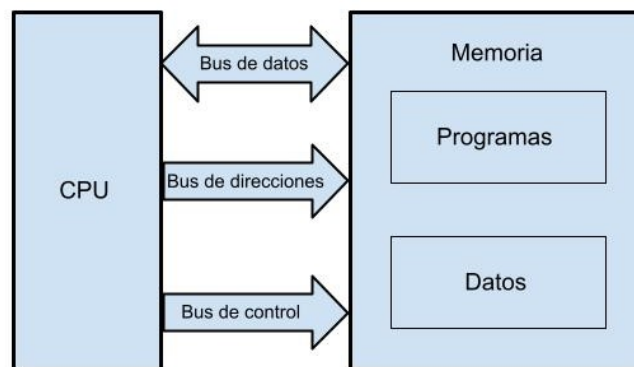 CPU
Bus de datos
Bus de direcciones
Bus de control
Memoria
Programas
Datos